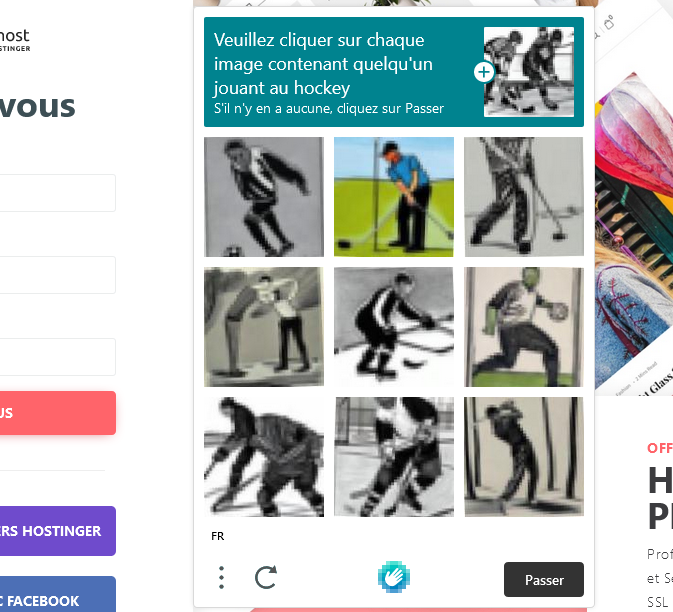 host
STINGER
vous
US
ERS HOSTINGER
C FACEBOOK
Veuillez cliquer sur chaque
image contenant quelqu'un
jouant au hockey
S'il n'y en a aucune, cliquez sur Passer
FR
Passer
OFF
H
P
Prof
et Se
SSL